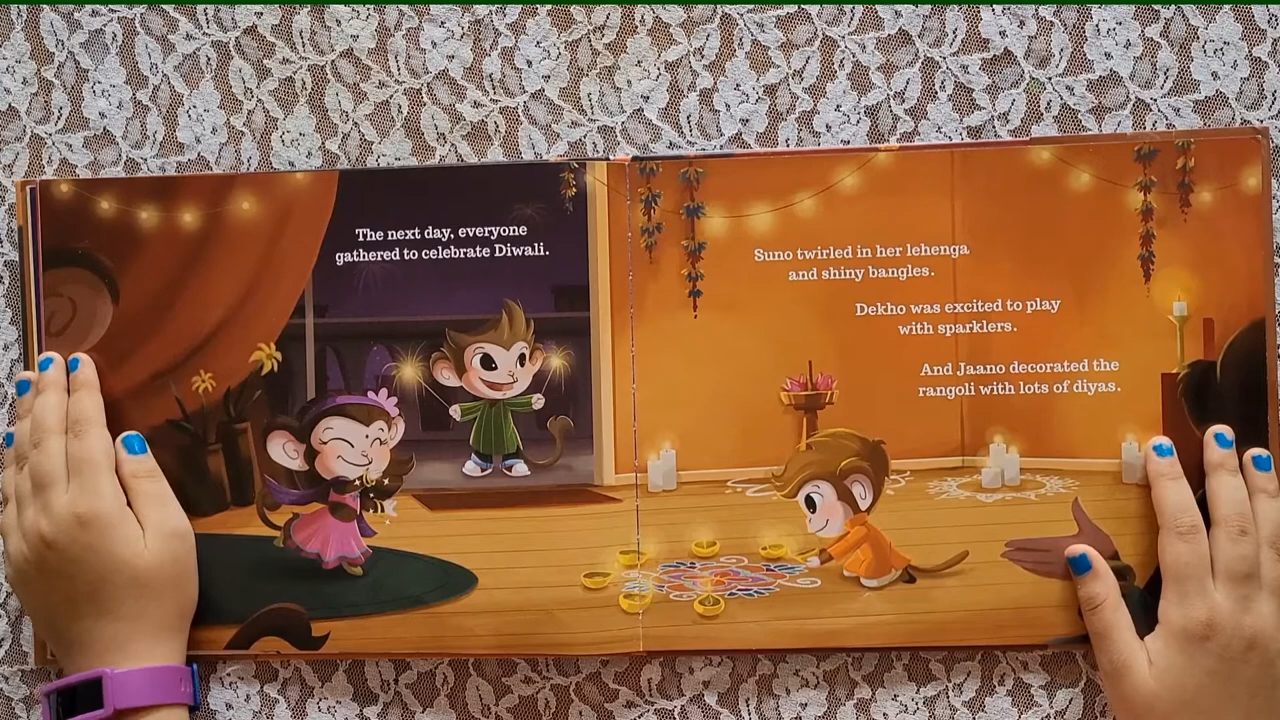 The next day, everyone
gathered to celebrate Diwali.
Suno twirled in her lehenga
and shiny bangles.
Dekho was excited to play
with sparklers.
And Jaano decorated the
rangoli with lots of diyas.